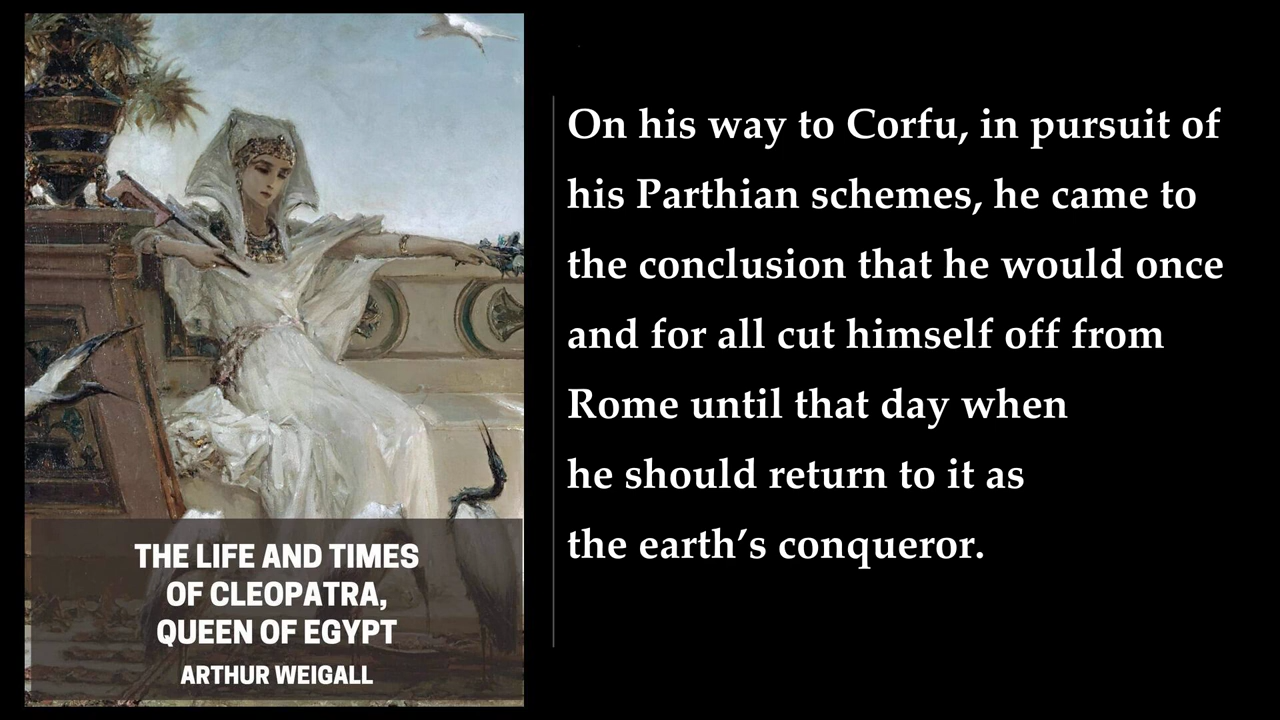 On his way to Corfu, in pursuit of
his Parthian schemes, he came to
the conclusion that he would once
and for all cut himself off from
Rome until that day when
he should return to it as
the earth’s conqueror.
THE LIFE AND TIMES
OF CLEOPATRA,
QUEEN OF EGYPT
ARTHUR WEIGALL